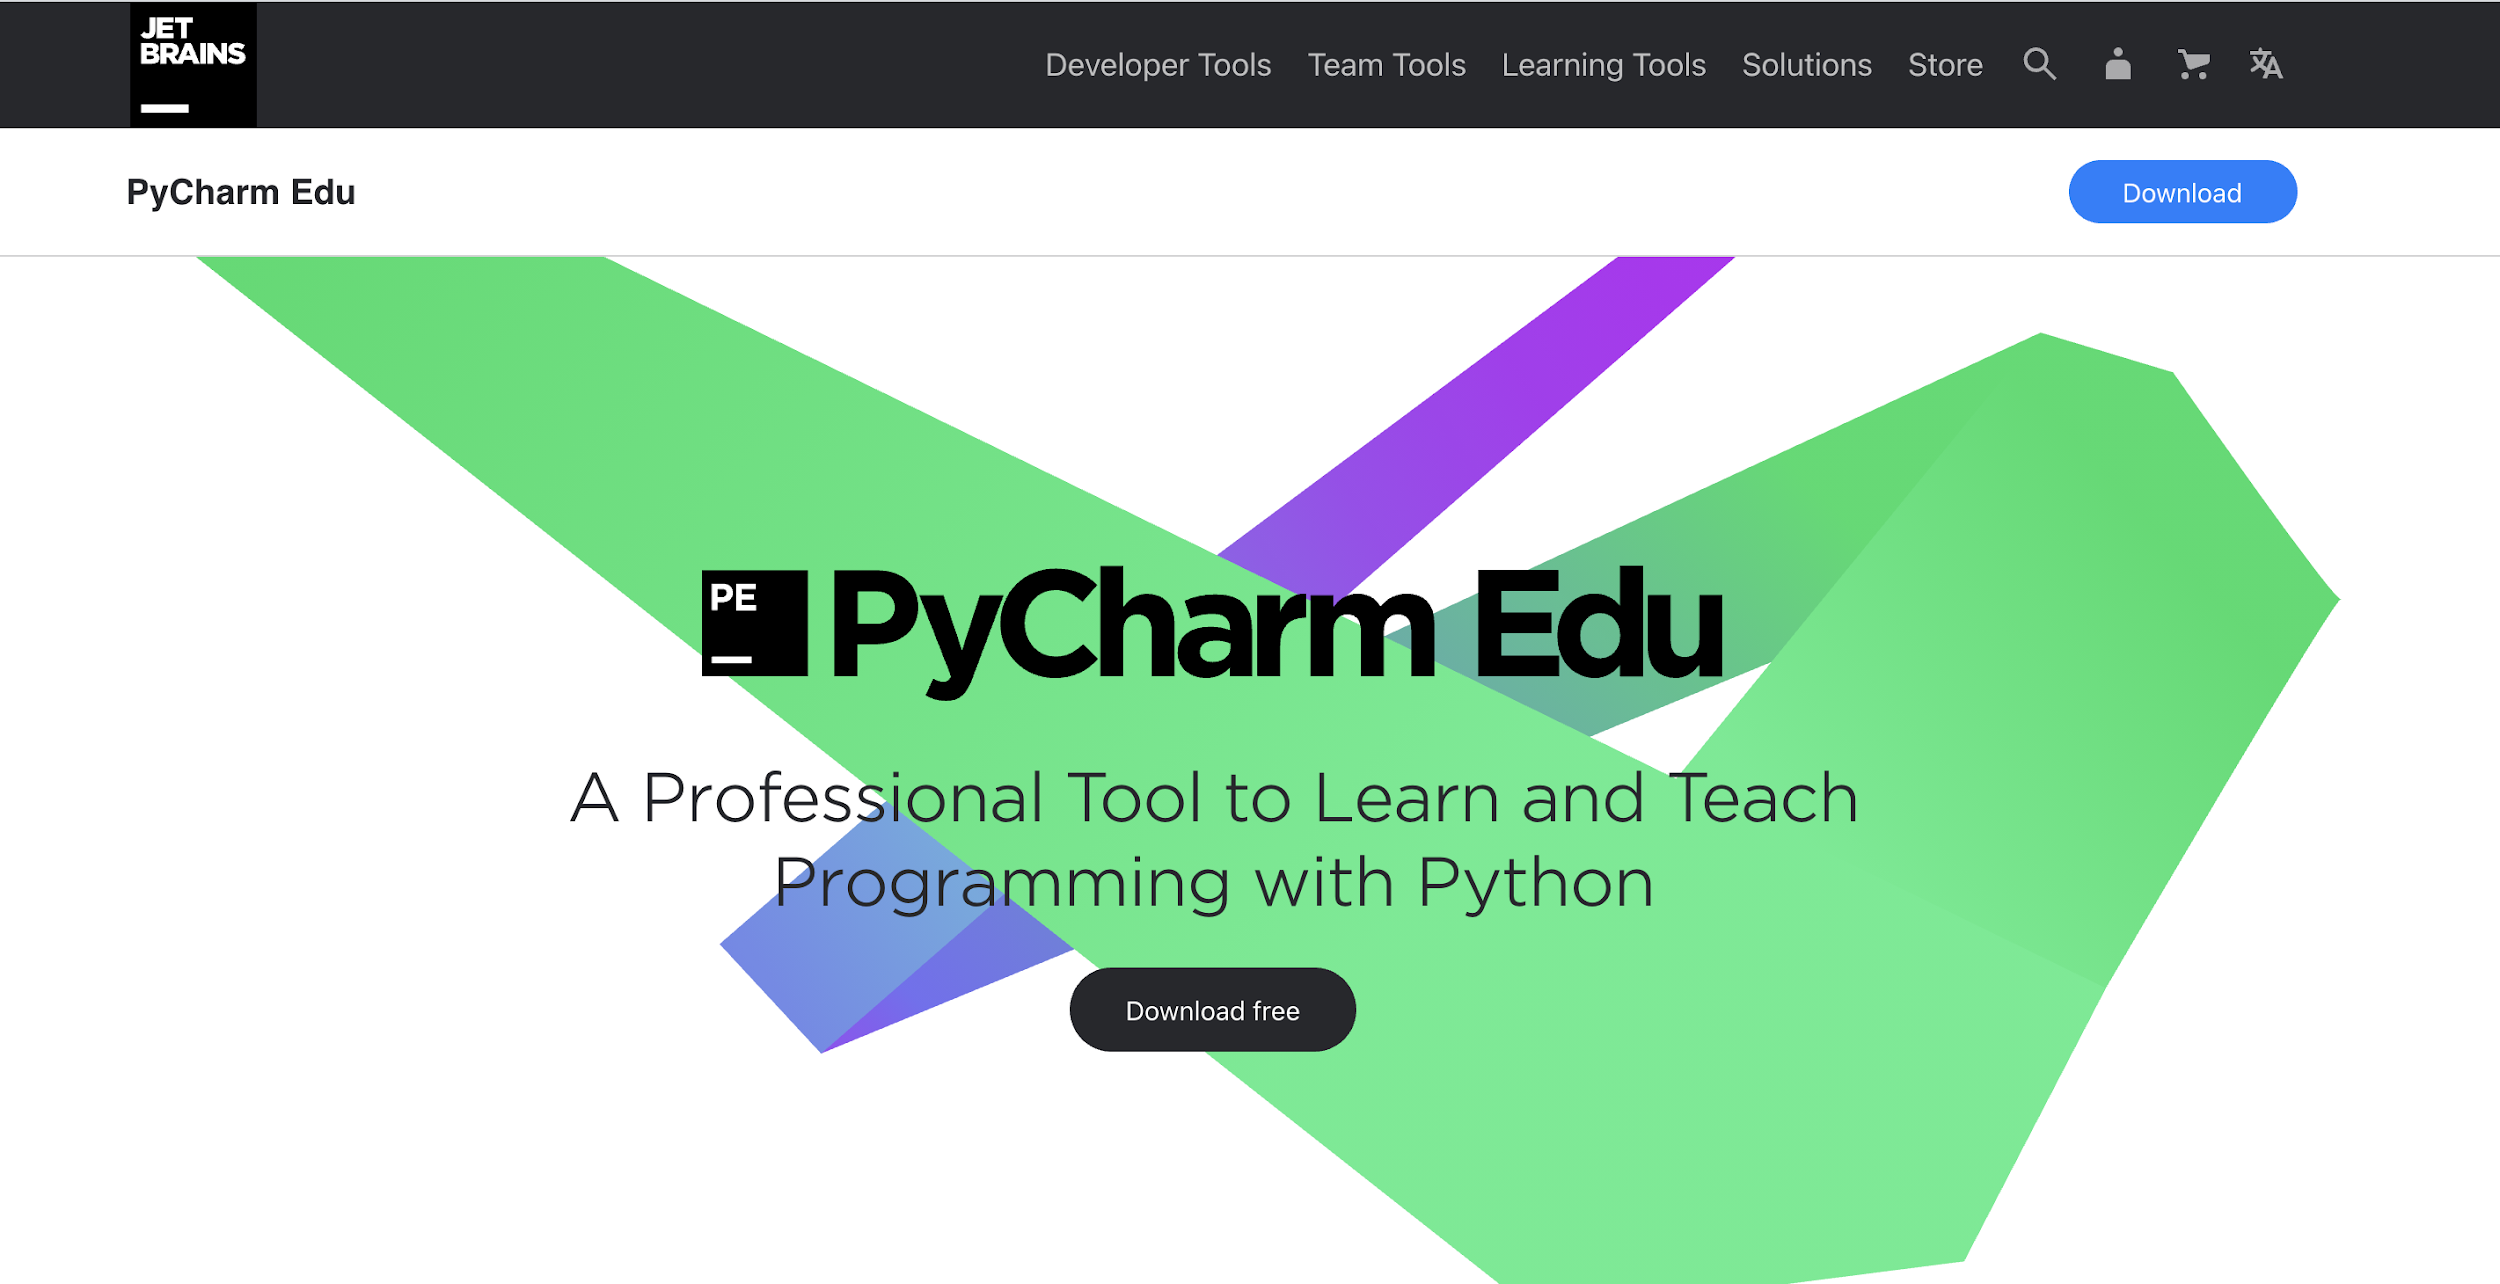 JET
BRAINS
Developer Tools Team Tools Learning Tools Solutions Store
PyCharm Edu
Download
PE
PyCharm Edu
A Professional Tool to Learn and Teach
Programming with Python
Download free